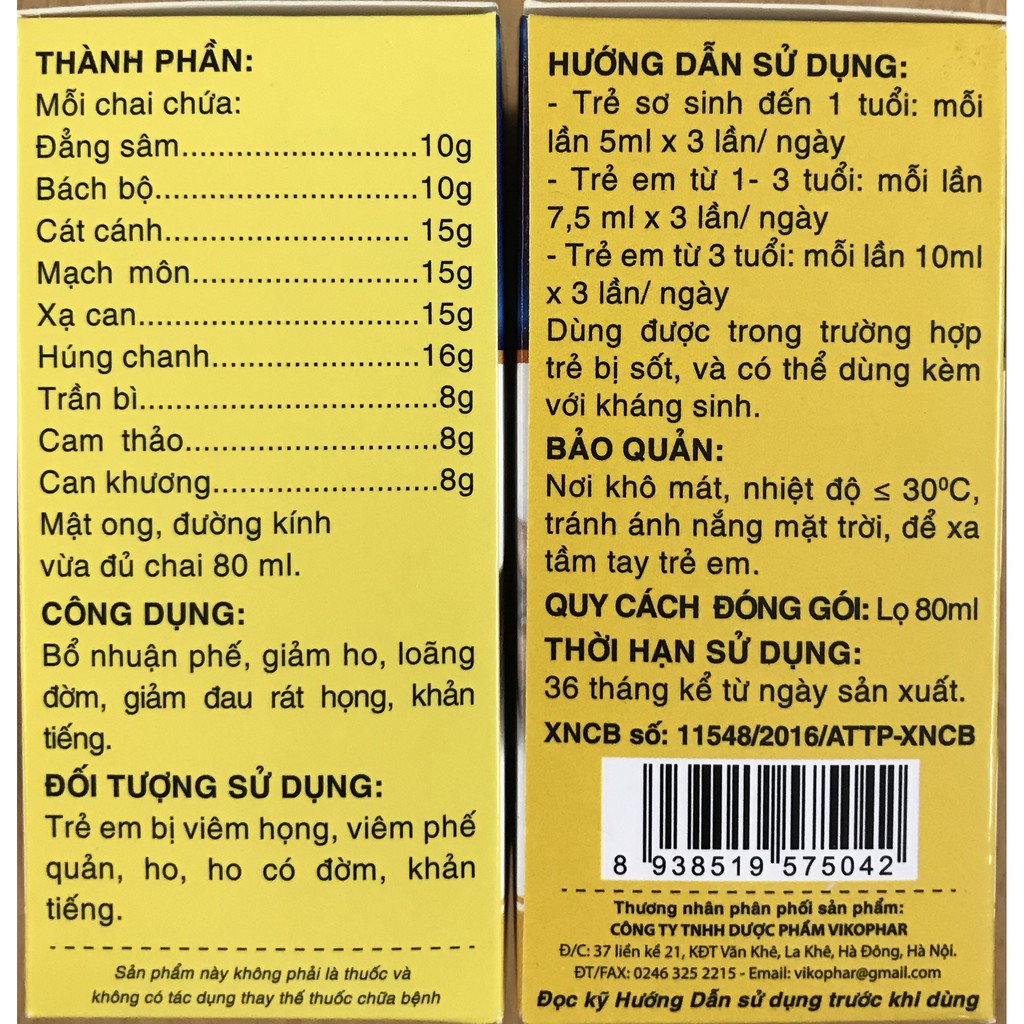 THÀNH PHẦN:
Mỗi chai chứa:
Đẳng sâm............................10g
Bách bộ...............................10g
Cát cánh............................. 15g
Mạch môn...........................15g
Xạ can.................................15g
Húng chanh.........................16g
Trần bì...................................8g
Cam thảo..............................8g
Can khương...........................8g
Mật ong, đường kính
vừa đủ chai 80 ml.
CÔNG DỤNG:
Bổ nhuận phế, giảm ho, loãng
đờm, giảm đau rát họng, khản
tiếng.
ĐỐI TƯỢNG SỬ DỤNG:
Trẻ em bị viêm họng, viêm phế
quản, ho, ho có đờm, khản
tiếng.
Sản phẩm này không phải là thuốc và
không có tác dụng thay thế thuốc chữa bệnh
HƯỚNG DẪN SỬ DỤNG:
- Trẻ sơ sinh đến 1 tuổi: mỗi
lần 5ml x 3 lần/ ngày
- Trẻ em từ 1- 3 tuổi: mỗi lần
7,5 ml x 3 lần/ ngày
- Trẻ em từ 3 tuổi: mỗi lần 10ml
x 3 lần/ ngày
Dùng được trong trường hợp
trẻ bị sốt, và có thể dùng kèm
với kháng sinh.
BẢO QUẢN:
Nơi khô mát, nhiệt độ ≤ 30⁰C,
tránh ánh nắng mặt trời, để xa
tầm tay trẻ em.
QUY CÁCH ĐÓNG GÓI: Lọ 80ml
THỜI HẠN SỬ DỤNG:
36 tháng kể từ ngày sản xuất.
XNCB số: 11548/2016/ATTP-XNCB
8 938519 575042
Thương nhân phân phối sản phẩm:
CÔNG TY TNHH DƯỢC PHẨM VIKOPHAR
Đ/C: 37 liền kề 21, KĐT Văn Khê, La Khê, Hà Đông, Hà Nội.
ĐT/FAX: 0246 325 2215 - Email: vikophar@gmail.com
Đọc kỹ Hướng Dẫn sử dụng trước khi dùng